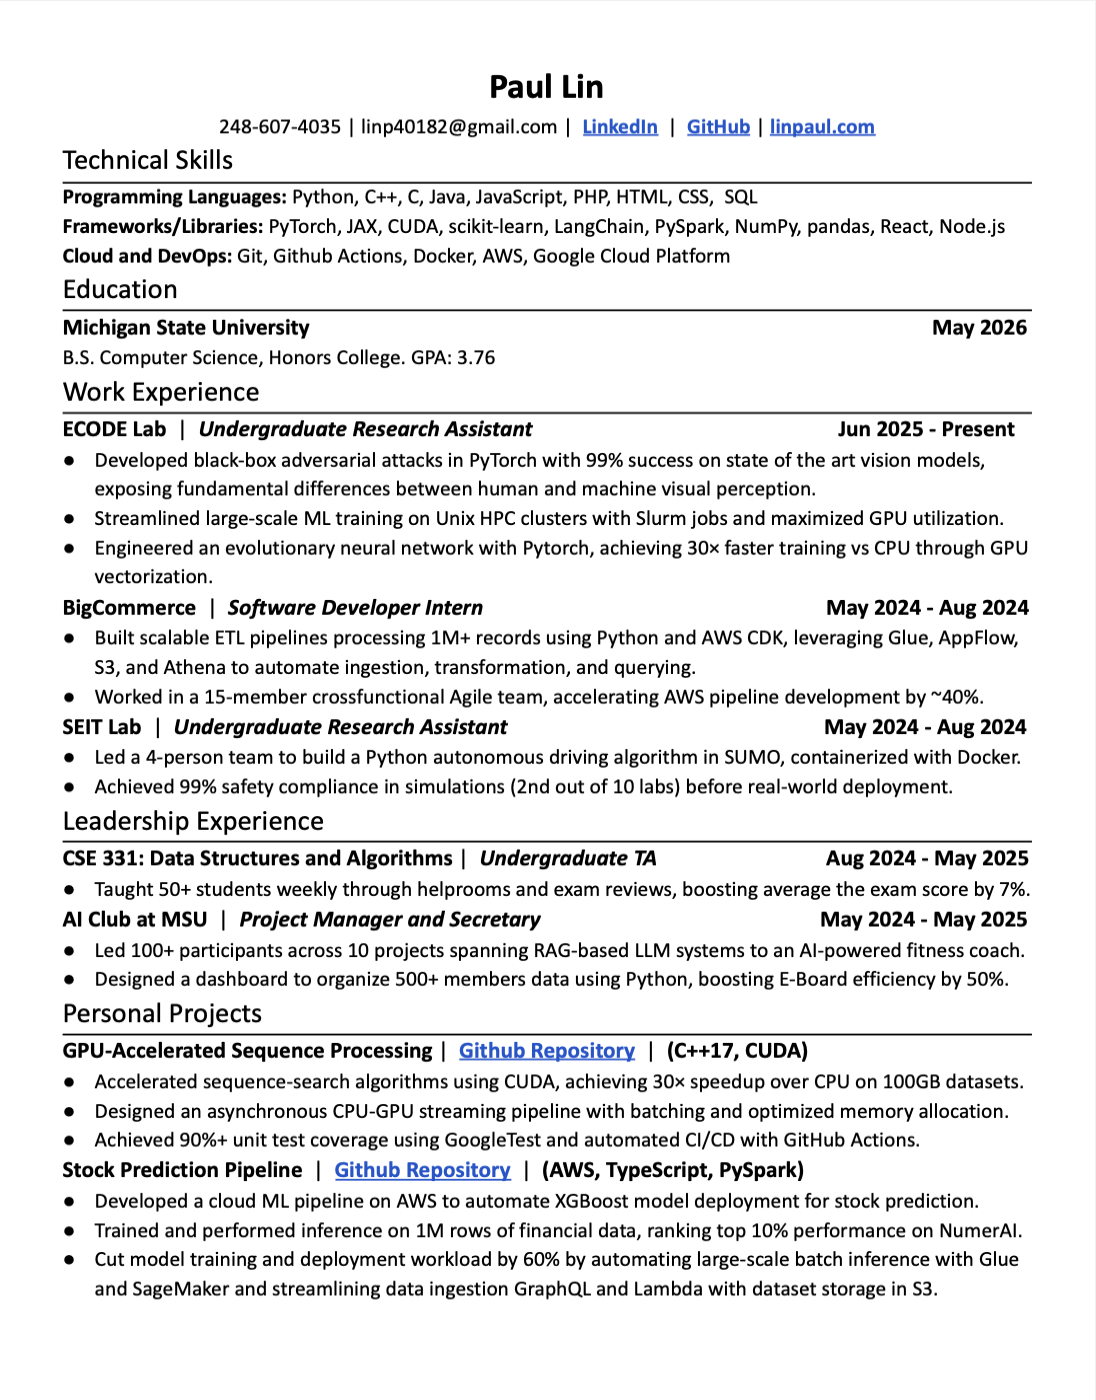 Paul Lin
248-607-4035 | linp40182@gmail.com | LinkedIn | GitHub | linpaul.com
Technical Skills
Programming Languages: Python, C++, C, Java, JavaScript, PHP, HTML, CSS, SQL
Frameworks/Libraries: PyTorch, JAX, CUDA, scikit-learn, LangChain, PySpark, NumPy, pandas, React, Node.js
Cloud and DevOps: Git, Github Actions, Docker, AWS, Google Cloud Platform
Education
Michigan State University May 2026
B.S. Computer Science, Honors College. GPA: 3.76
Work Experience
ECODE Lab | Undergraduate Research Assistant Jun 2025 - Present
● Developed black-box adversarial attacks in PyTorch with 99% success on state of the art vision models,
exposing fundamental differences between human and machine visual perception.
● Streamlined large-scale ML training on Unix HPC clusters with Slurm jobs and maximized GPU utilization.
● Engineered an evolutionary neural network with Pytorch, achieving 30× faster training vs CPU through GPU
vectorization.
BigCommerce | Software Developer Intern May 2024 - Aug 2024
● Built scalable ETL pipelines processing 1M+ records using Python and AWS CDK, leveraging Glue, AppFlow,
S3, and Athena to automate ingestion, transformation, and querying.
● Worked in a 15-member crossfunctional Agile team, accelerating AWS pipeline development by ~40%.
SEIT Lab | Undergraduate Research Assistant May 2024 - Aug 2024
● Led a 4-person team to build a Python autonomous driving algorithm in SUMO, containerized with Docker.
● Achieved 99% safety compliance in simulations (2nd out of 10 labs) before real-world deployment.
Leadership Experience
CSE 331: Data Structures and Algorithms | Undergraduate TA Aug 2024 - May 2025
● Taught 50+ students weekly through helprooms and exam reviews, boosting average the exam score by 7%.
AI Club at MSU | Project Manager and Secretary May 2024 - May 2025
● Led 100+ participants across 10 projects spanning RAG-based LLM systems to an AI-powered fitness coach.
● Designed a dashboard to organize 500+ members data using Python, boosting E-Board efficiency by 50%.
Personal Projects
GPU-Accelerated Sequence Processing | Github Repository | (C++17, CUDA)
● Accelerated sequence-search algorithms using CUDA, achieving 30× speedup over CPU on 100GB datasets.
● Designed an asynchronous CPU-GPU streaming pipeline with batching and optimized memory allocation.
● Achieved 90%+ unit test coverage using GoogleTest and automated CI/CD with GitHub Actions.
Stock Prediction Pipeline | Github Repository | (AWS, TypeScript, PySpark)
● Developed a cloud ML pipeline on AWS to automate XGBoost model deployment for stock prediction.
● Trained and performed inference on 1M rows of financial data, ranking top 10% performance on NumerAI.
● Cut model training and deployment workload by 60% by automating large-scale batch inference with Glue
and SageMaker and streamlining data ingestion GraphQL and Lambda with dataset storage in S3.